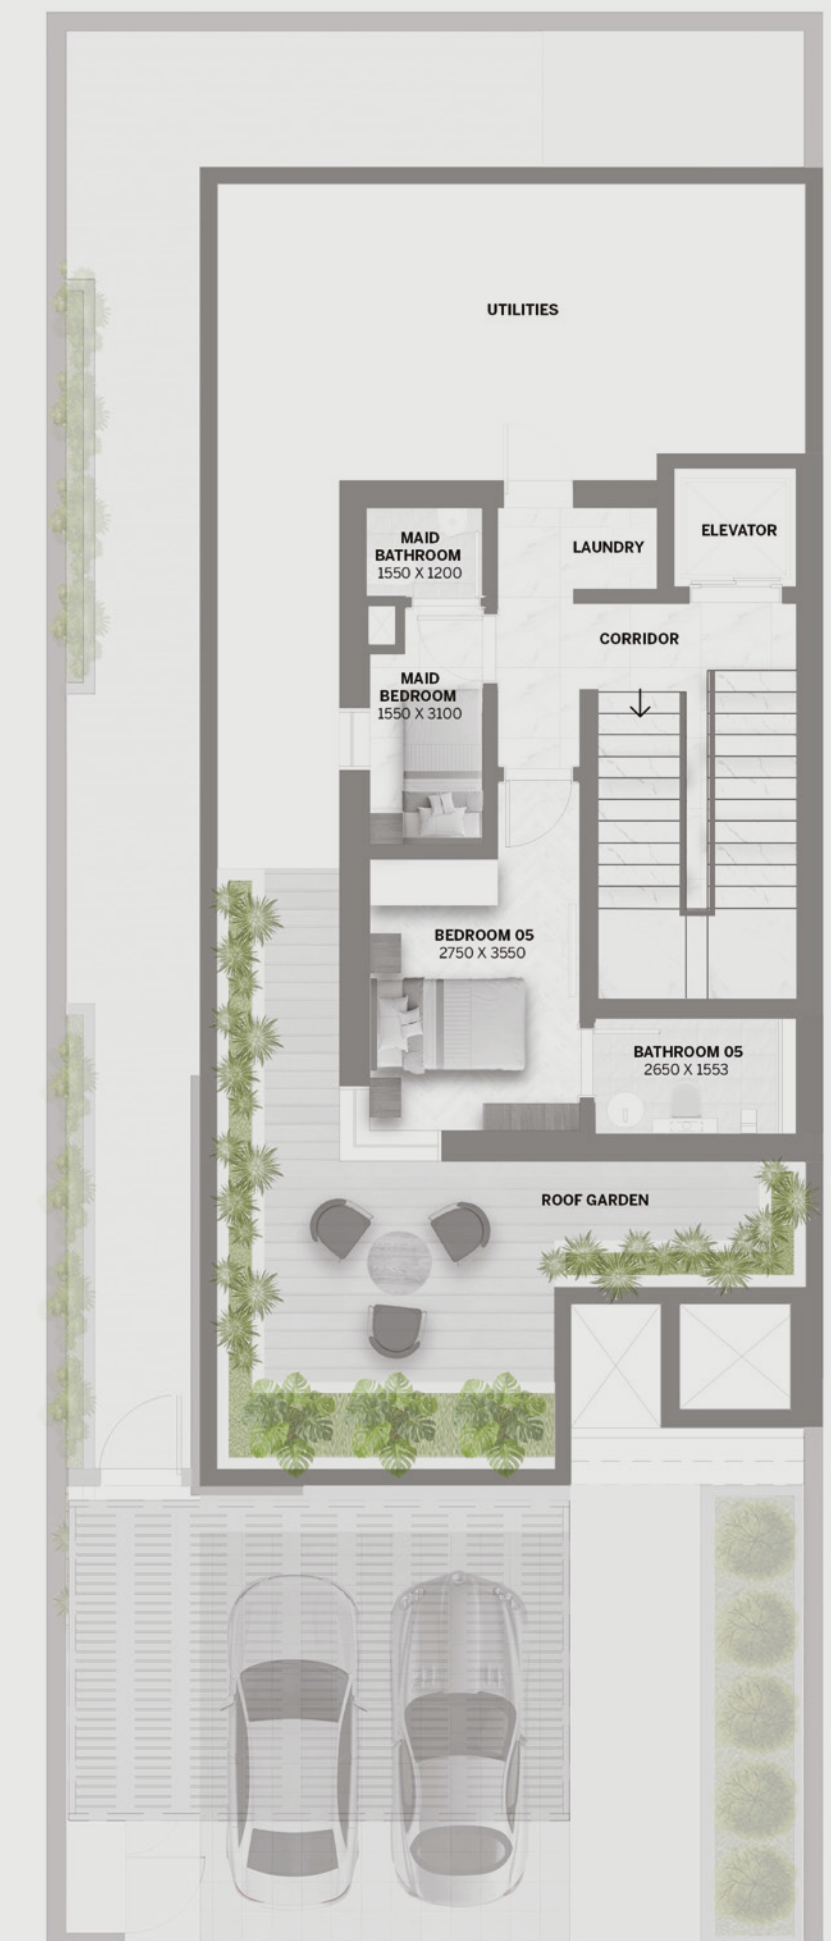 UTILITIES
ELEVATOR
MAID
BATHROOM
1550 X 1200
LAUNDRY
CORRIDOR
MAID
BEDROOM
1550 X 3100
BEDROOM 05
2750 X 3550
BATHROOM 05
2650 X 1553
ROOF GARDEN